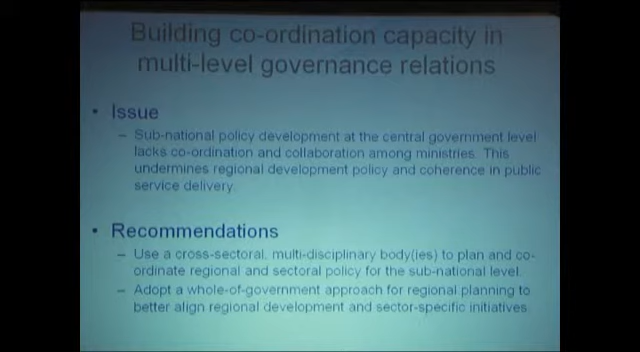 Building co-ordination capacity in
multi-level governance relations
• Issue
– Sub-national policy development at the central government level
lacks co-ordination and collaboration among ministries. This
undermines regional development policy and coherence in public
service delivery.
• Recommendations
– Use a cross-sectoral, multi-disciplinary body(ies) to plan and co-
ordinate regional and sectoral policy for the sub-national level.
– Adopt a whole-of-government approach for regional planning to
better align regional development and sector-specific initiatives.